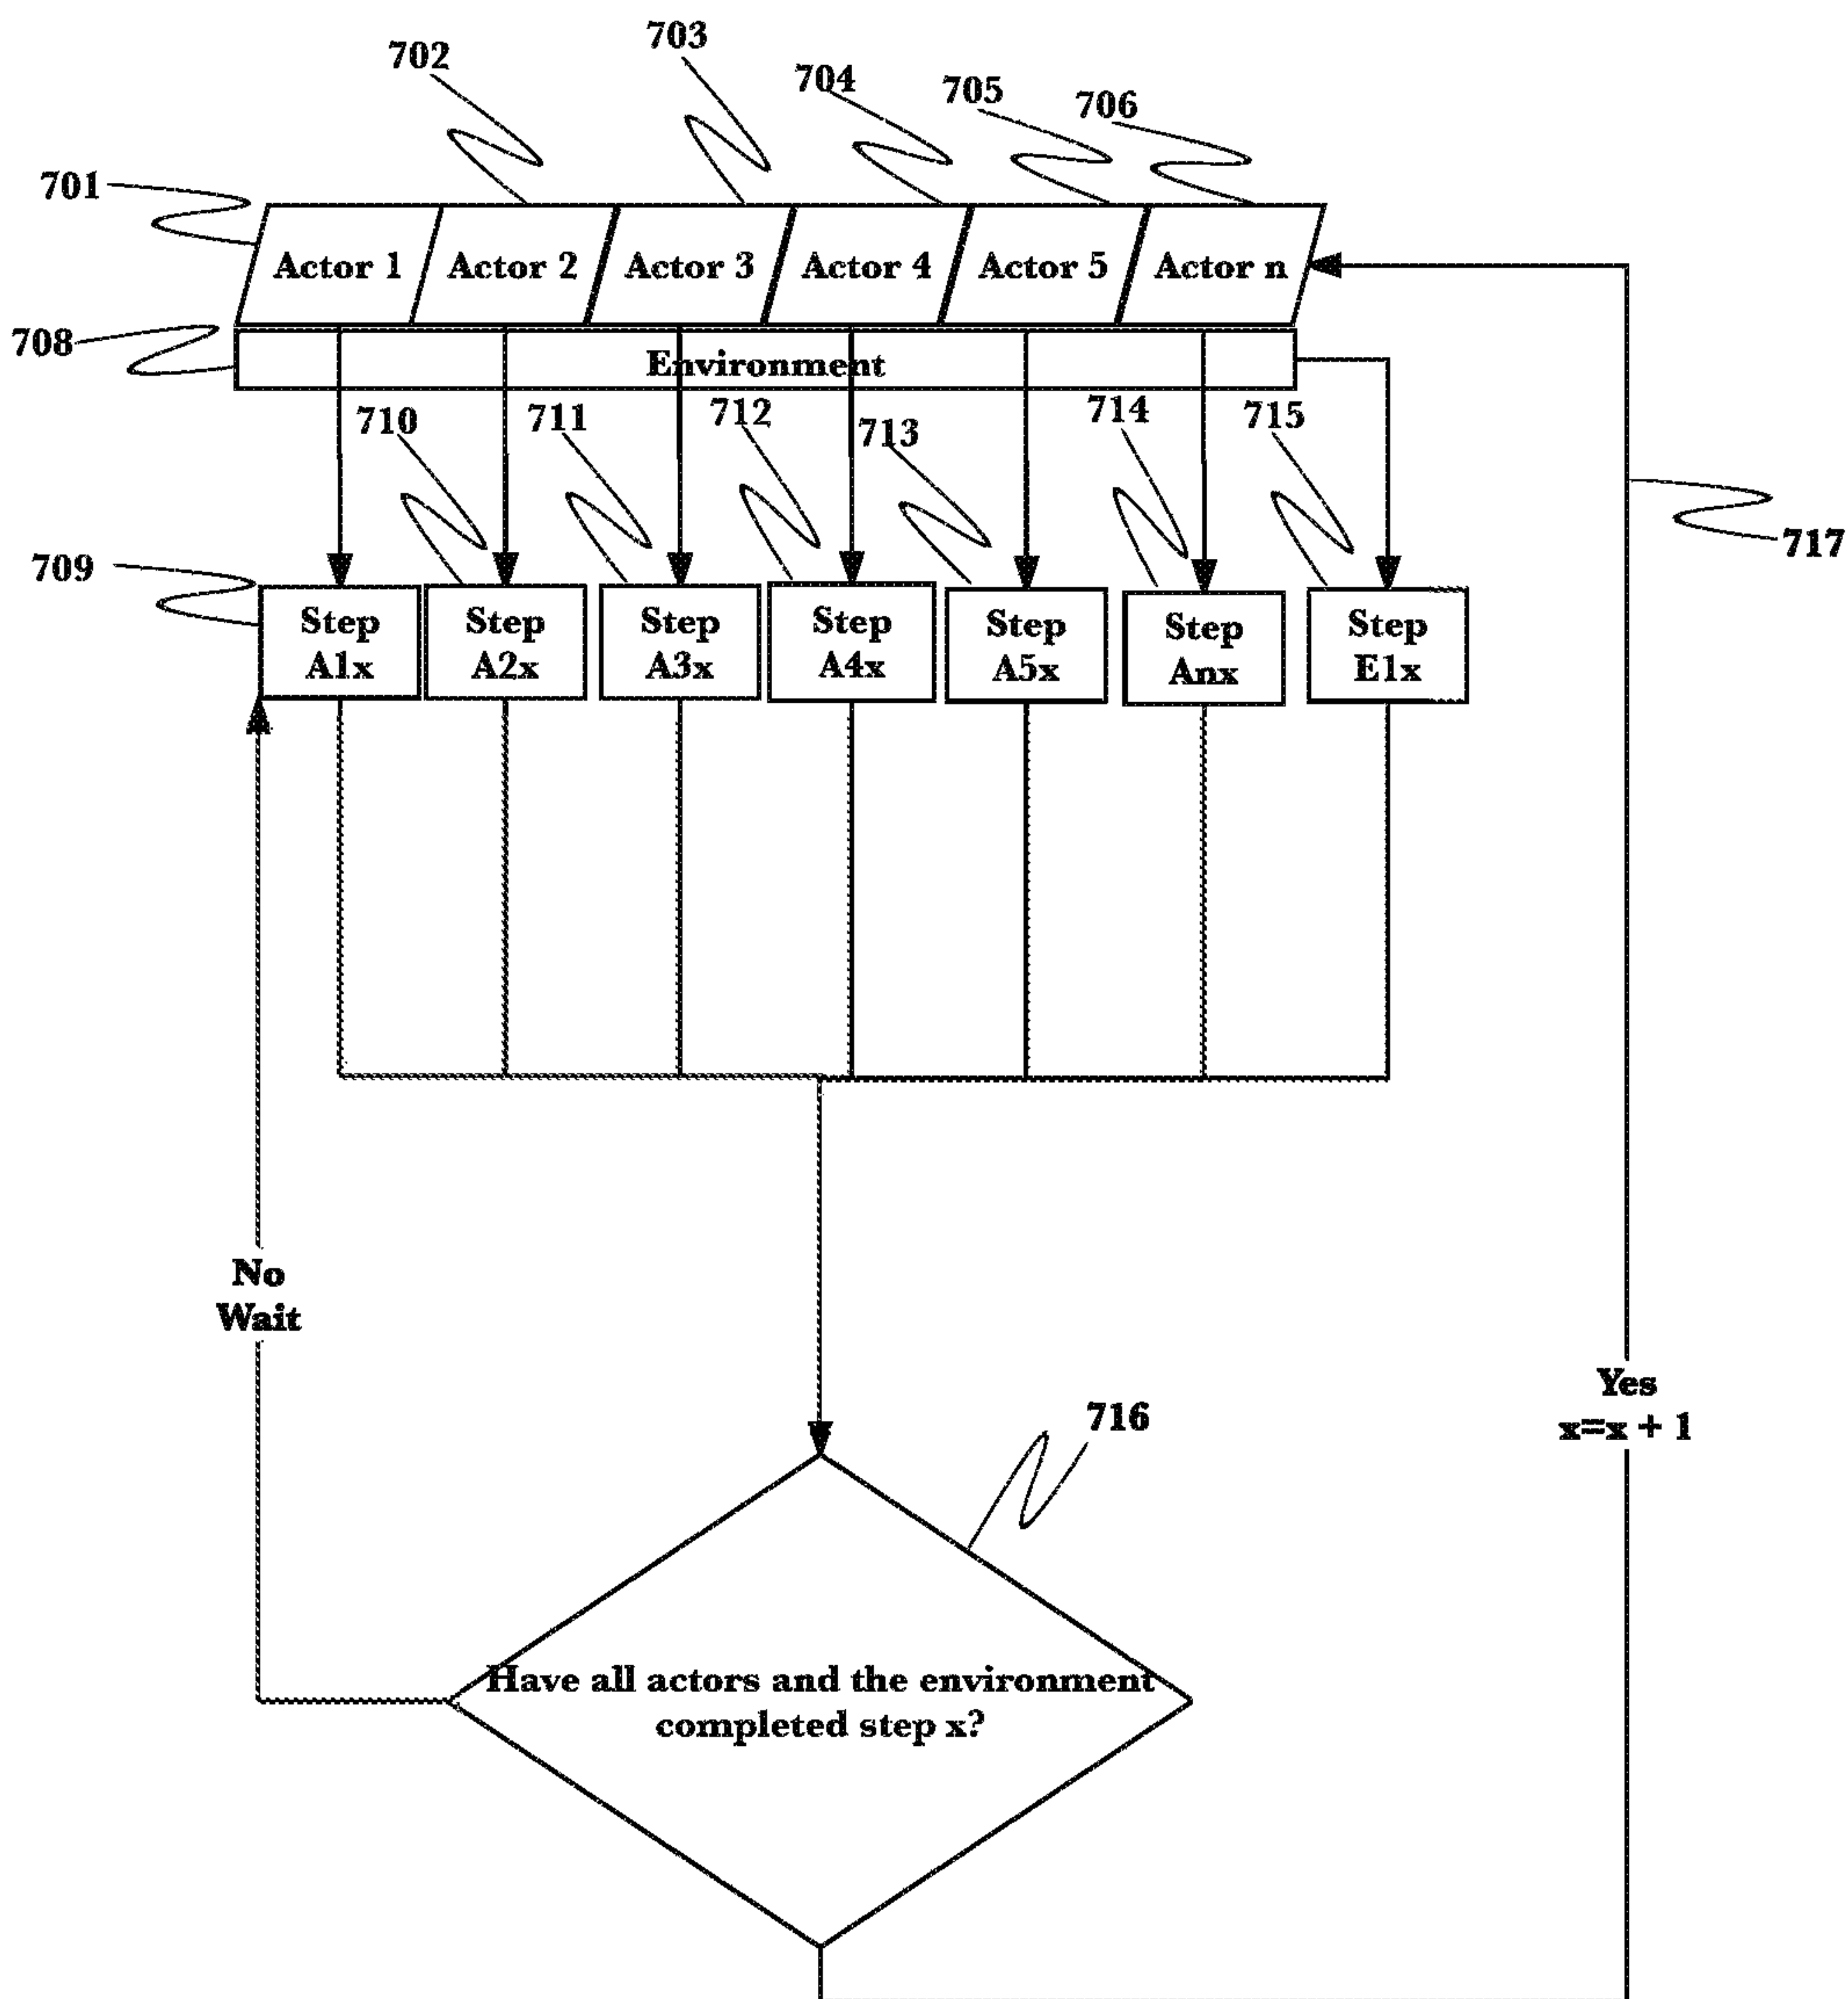 703
702
704
705
706
701
Actor 1
Actor 2
Actor 3
Actor 4
Actor 5
Actor n
708
Environment
710
711
712
713
714
715
717
709
Step
A1x
Step
A2x
Step
A3x
Step
A4x
Step
A5x
Step
Anx
Step
E1x
No
Wait
Yes
x=x + 1
716
Have all actors and the environment
completed step x?